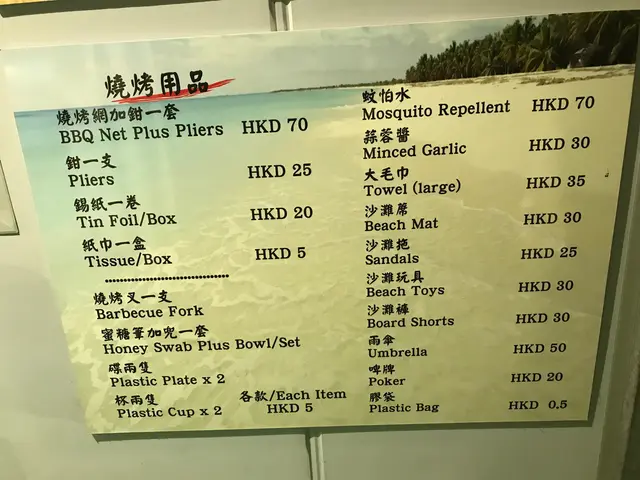 燒烤用品
燒烤網加鉗一套
BBQ Net Plus Pliers HKD 70
鉗一支
Pliers HKD 25
錫紙一卷
Tin Foil/Box HKD 20
紙巾一盒
Tissue/Box HKD 5
燒烤叉一支
Barbecue Fork
蜜糖筆加兜一套
Honey Swab Plus Bowl/Set
碟兩隻
Plastic Plate x 2
杯兩隻
Plastic Cup x 2
各款/Each Item
HKD 5
蚊怕水
Mosquito Repellent HKD 70
蒜蓉醬
Minced Garlic HKD 30
大毛巾
Towel (large) HKD 35
沙灘蓆
Beach Mat HKD 30
沙灘拖
Sandals HKD 25
沙灘玩具
Beach Toys HKD 30
沙灘褲
Board Shorts HKD 30
雨傘
Umbrella HKD 50
啤牌
Poker HKD 20
膠袋
Plastic Bag HKD 0.5